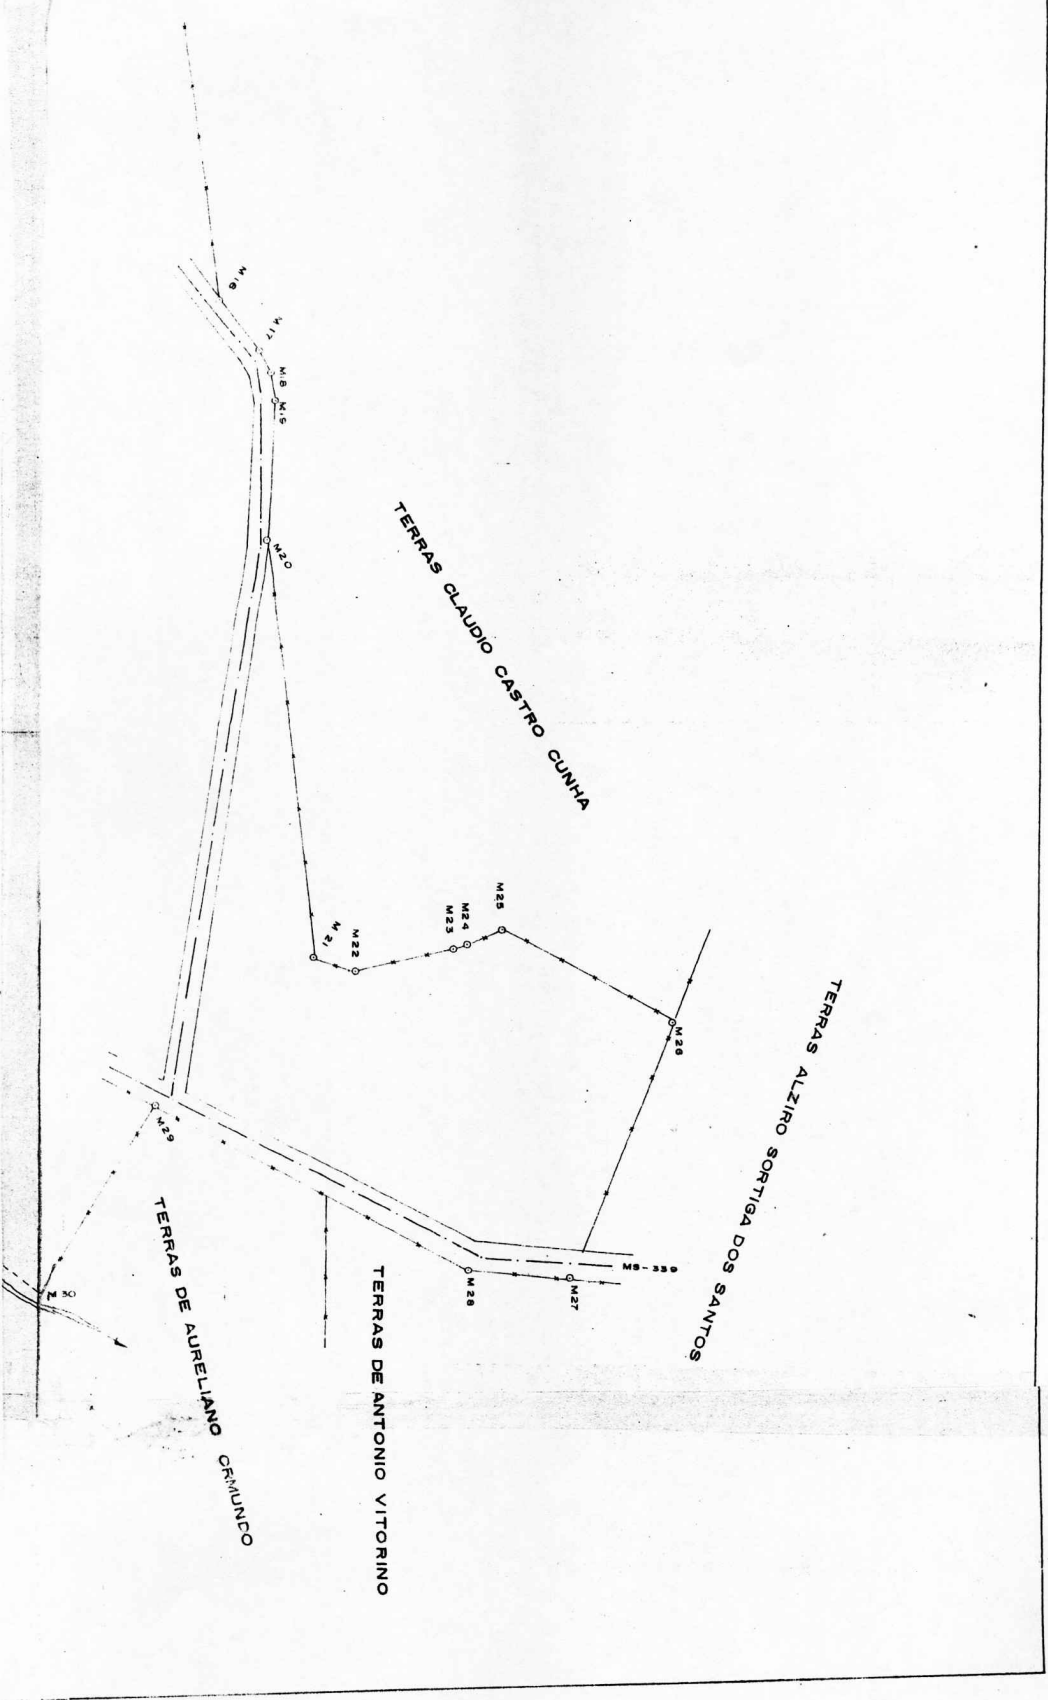 M16
M17
M18
M19
M20
TERRAS CLAUDIO CASTRO CUNHA
M21
M22
M23
M24
M25
M26
TERRAS ALZIRO SORTIGA DOS SANTOS
MS-339
M27
M28
M29
M30
TERRAS DE ANTONIO VITORINO
TERRAS DE AURELIANO ORMUNDO